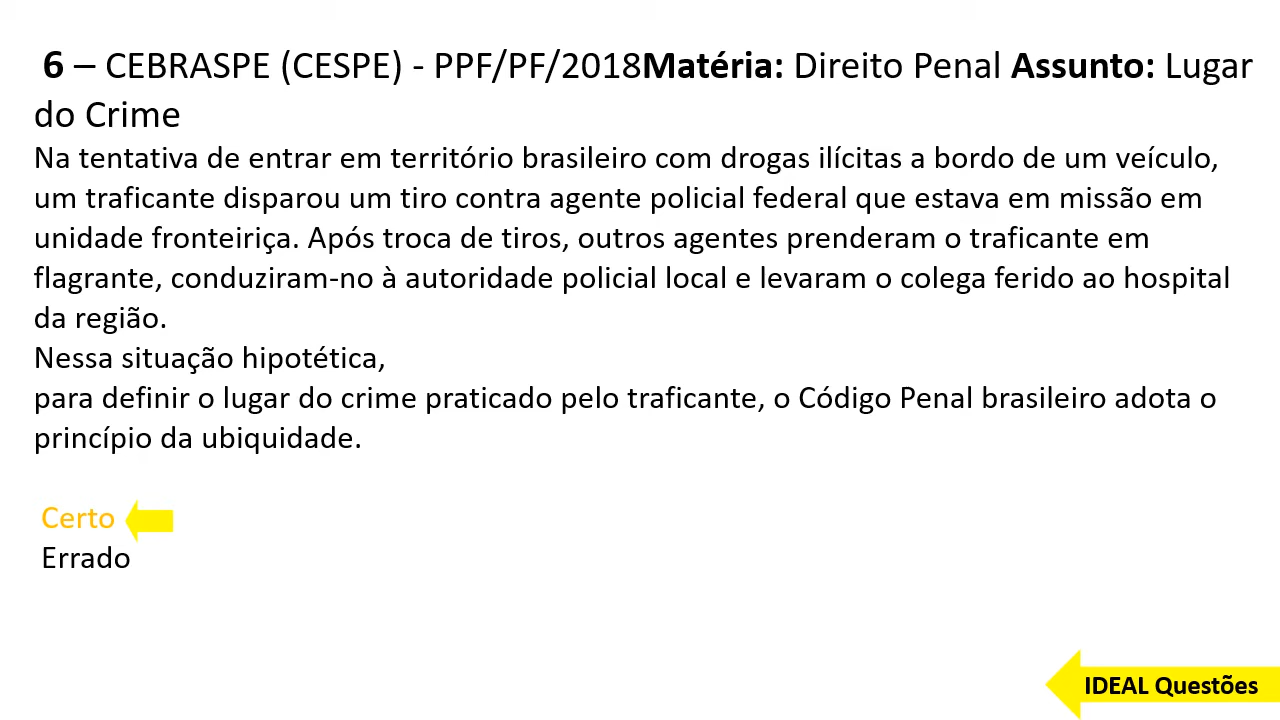 6 – CEBRASPE (CESPE) - PPF/PF/2018Matéria: Direito Penal Assunto: Lugar
do Crime
Na tentativa de entrar em território brasileiro com drogas ilícitas a bordo de um veículo,
um traficante disparou um tiro contra agente policial federal que estava em missão em
unidade fronteiriça. Após troca de tiros, outros agentes prenderam o traficante em
flagrante, conduziram-no à autoridade policial local e levaram o colega ferido ao hospital
da região.
Nessa situação hipotética,
para definir o lugar do crime praticado pelo traficante, o Código Penal brasileiro adota o
princípio da ubiquidade.
Certo
Errado
IDEAL Questões